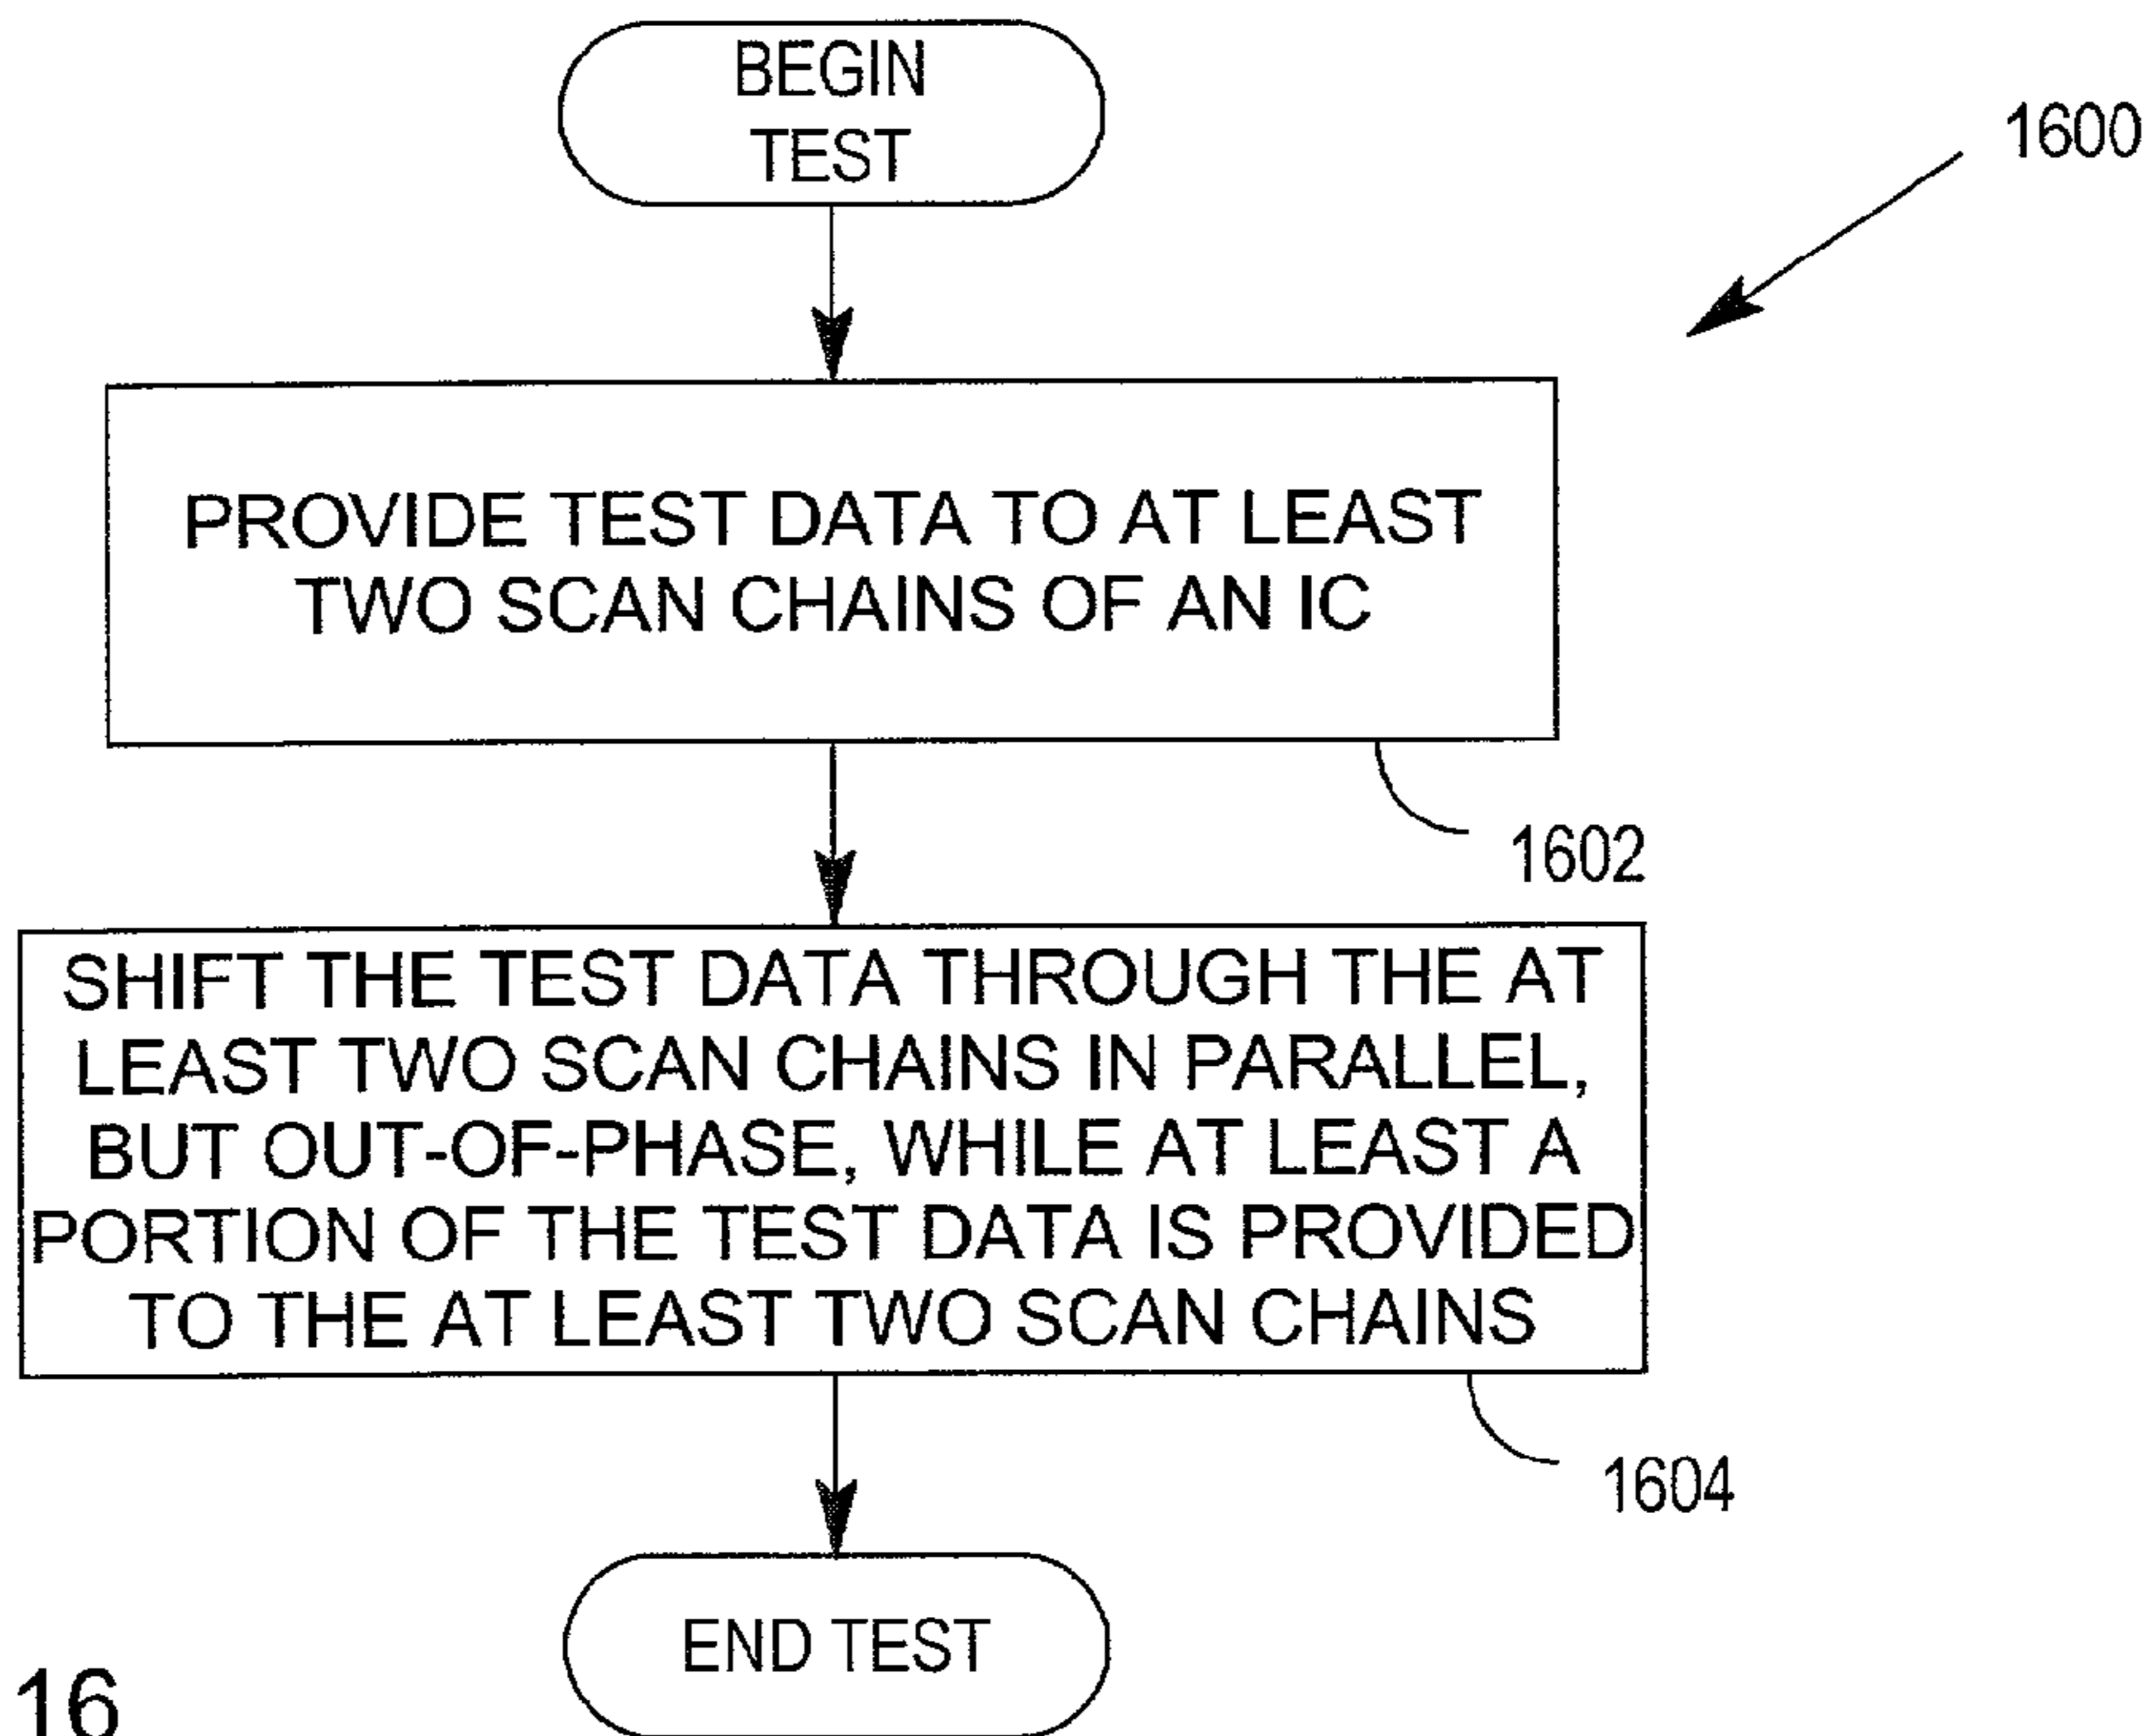 BEGIN
TEST
1600
PROVIDE TEST DATA TO AT LEAST
TWO SCAN CHAINS OF AN IC
1602
SHIFT THE TEST DATA THROUGH THE AT
LEAST TWO SCAN CHAINS IN PARALLEL,
BUT OUT-OF-PHASE, WHILE AT LEAST A
PORTION OF THE TEST DATA IS PROVIDED
TO THE AT LEAST TWO SCAN CHAINS
1604
END TEST
16